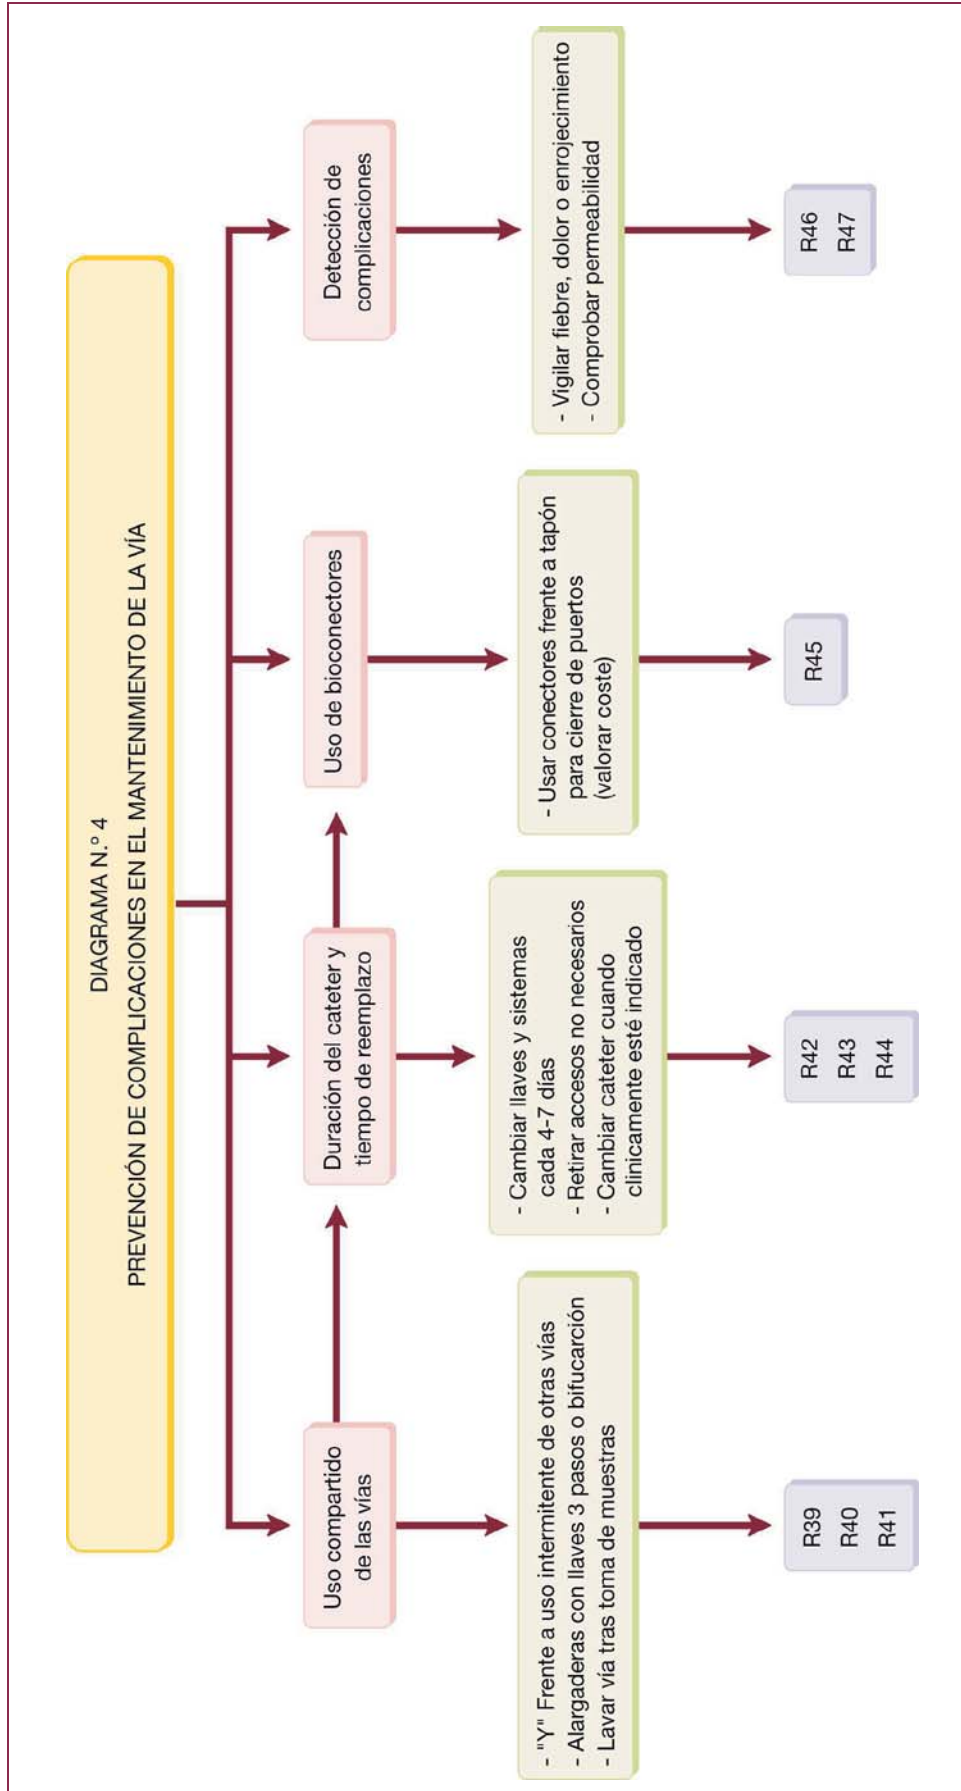 DIAGRAMA N.º 4
PREVENCIÓN DE COMPLICACIONES EN EL MANTENIMIENTO DE LA VÍA
Uso compartido
de las vías
Duración del cateter y
tiempo de reemplazo
Uso de bioconectores
Detección de
complicaciones
- "Y" Frente a uso intermitente de otras vías
- Alargaderas con llaves 3 pasos o bifucarción
- Lavar vía tras toma de muestras
- Cambiar llaves y sistemas
cada 4-7 días
- Retirar accesos no necesarios
- Cambiar cateter cuando
clinicamente esté indicado
- Usar conectores frente a tapón
para cierre de puertos
(valorar coste)
- Vigilar fiebre, dolor o enrojecimiento
- Comprobar permeabilidad
R39
R40
R41
R42
R43
R44
R45
R46
R47